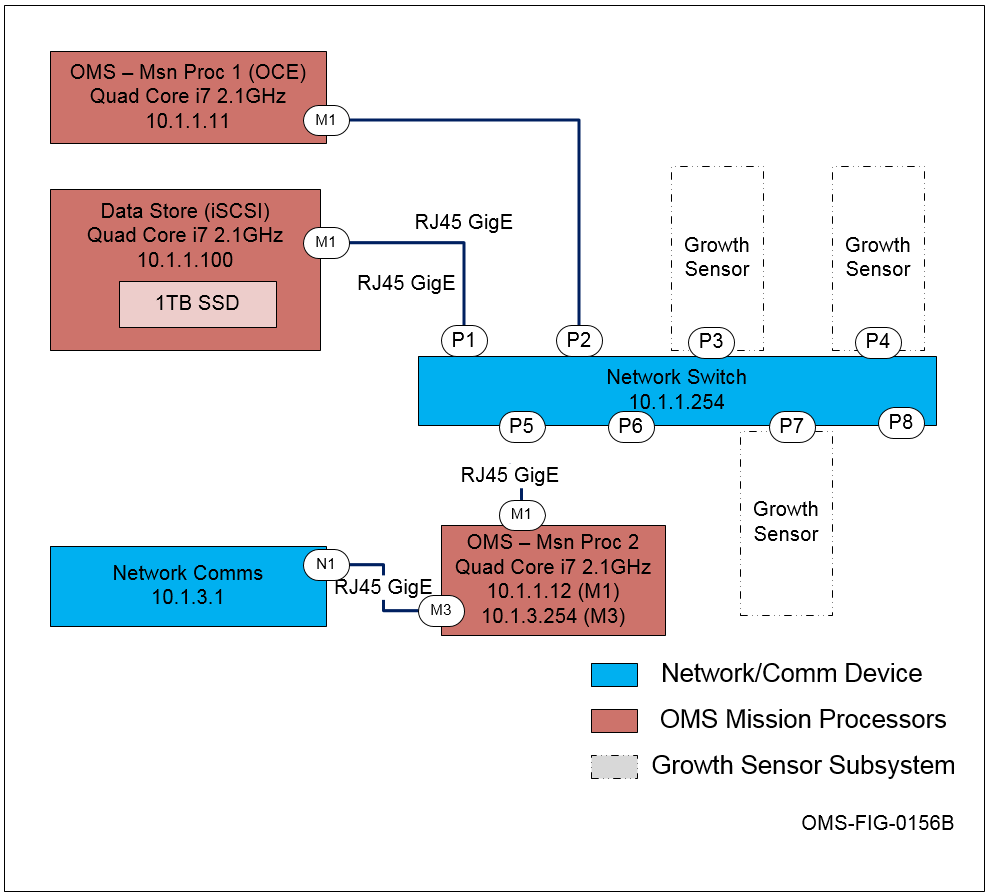 OMS – Msn Proc 1 (OCE)
Quad Core i7 2.1GHz
10.1.1.11
M1
Data Store (iSCSI)
Quad Core i7 2.1GHz
10.1.1.100
1TB SSD
M1
RJ45 GigE
RJ45 GigE
Growth
Sensor
Growth
Sensor
P1
P2
P3
P4
Network Switch
10.1.1.254
P5
P6
P7
P8
RJ45 GigE
M1
Growth
Sensor
OMS – Msn Proc 2
Quad Core i7 2.1GHz
10.1.1.12 (M1)
10.1.3.254 (M3)
Network Comms
10.1.3.1
N1
RJ45 GigE
M3
Network/Comm Device
OMS Mission Processors
Growth Sensor Subsystem
OMS-FIG-0156B